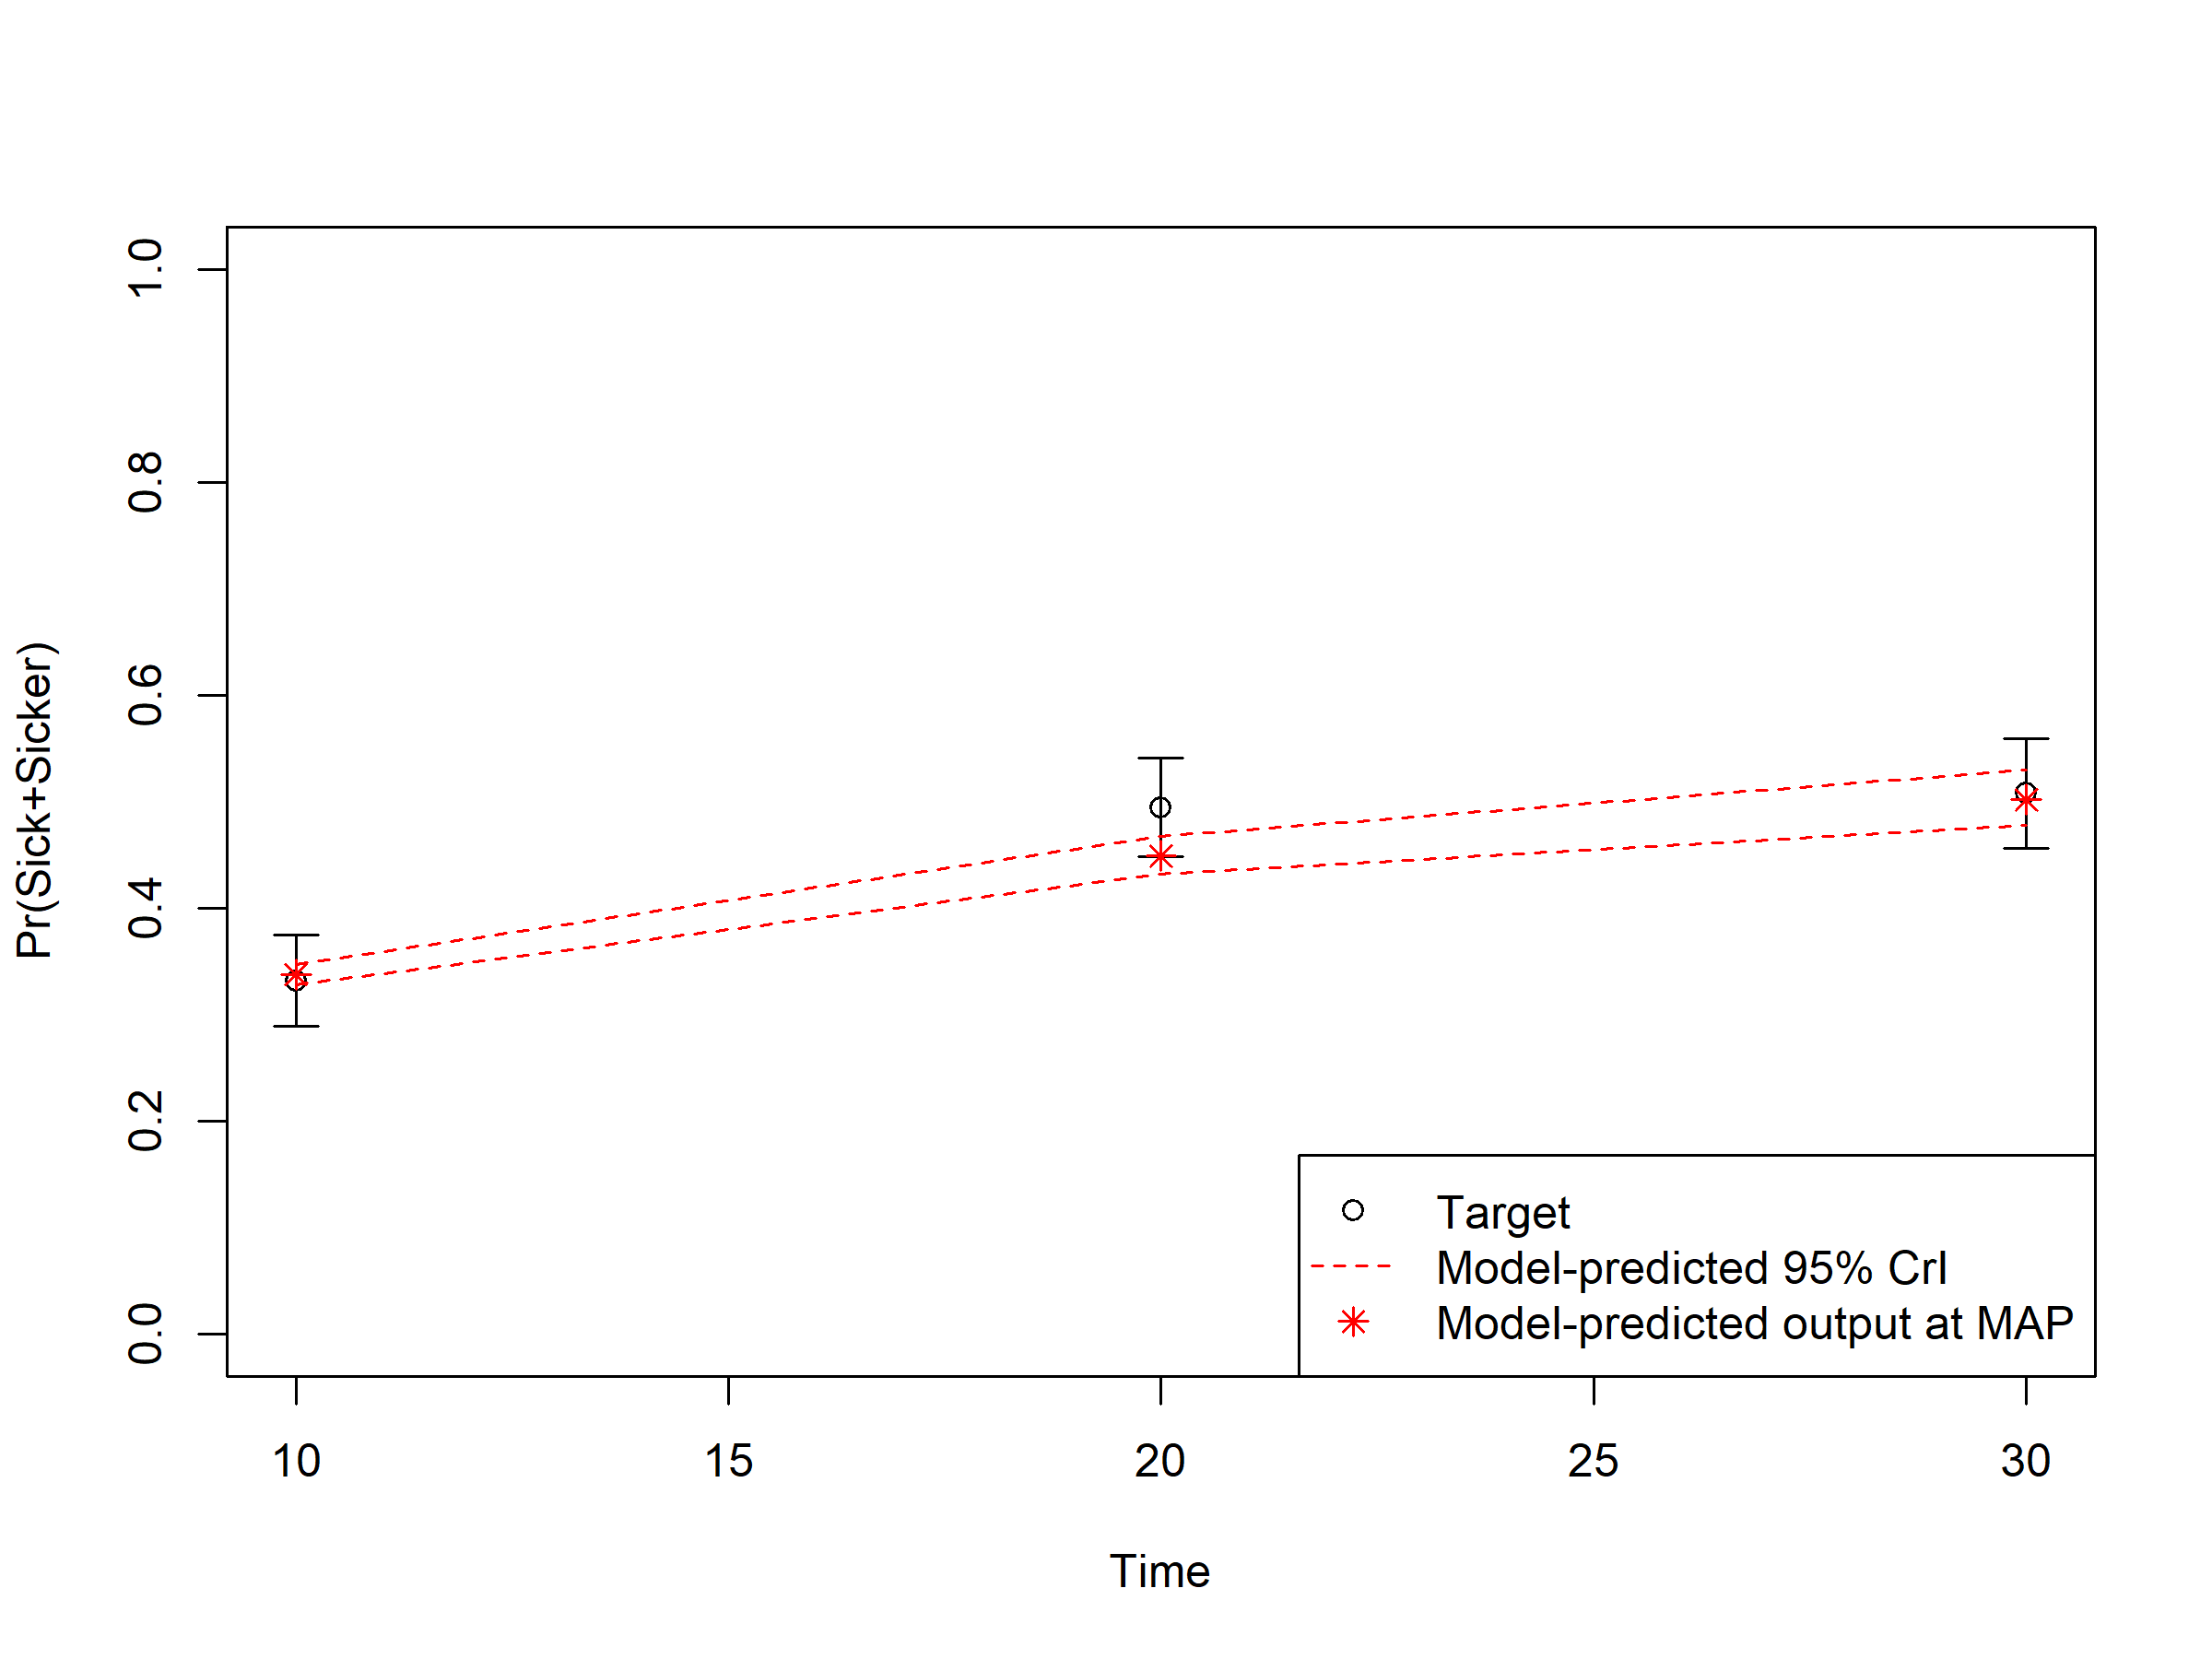 Pr(Sick+Sicker)
1.0
0.8
0.6
0.4
0.2
0.0
Target
Model-predicted 95% CrI
Model-predicted output at MAP
10 15 20 25 30
Time